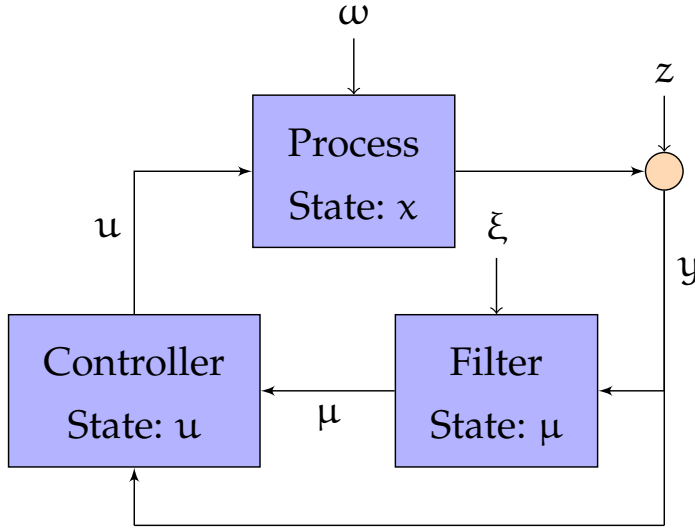 ω
z
Process
State: x
u
ξ
y
Controller
State: u
μ
Filter
State: μ